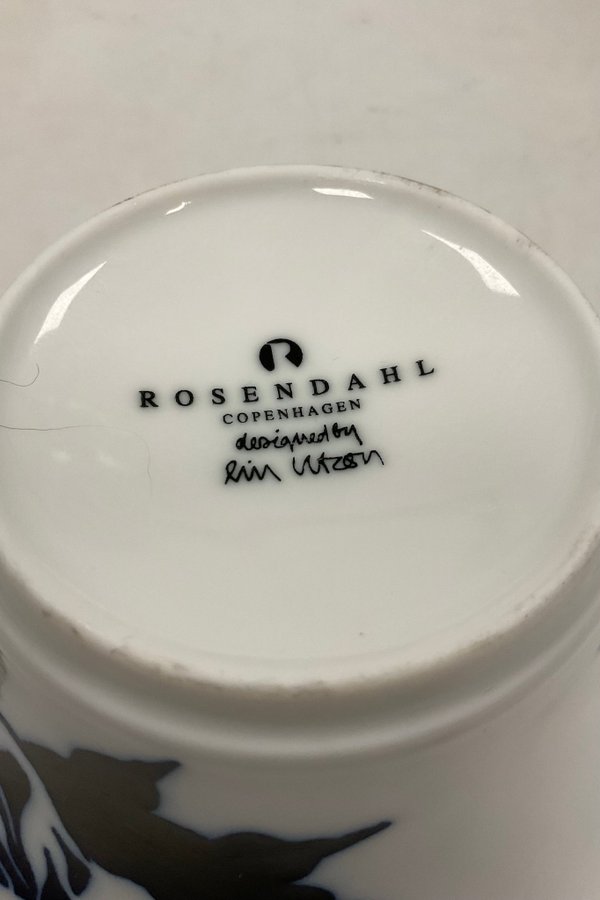 R
ROSENDAHL
COPENHAGEN
designed by
Lin Utzon